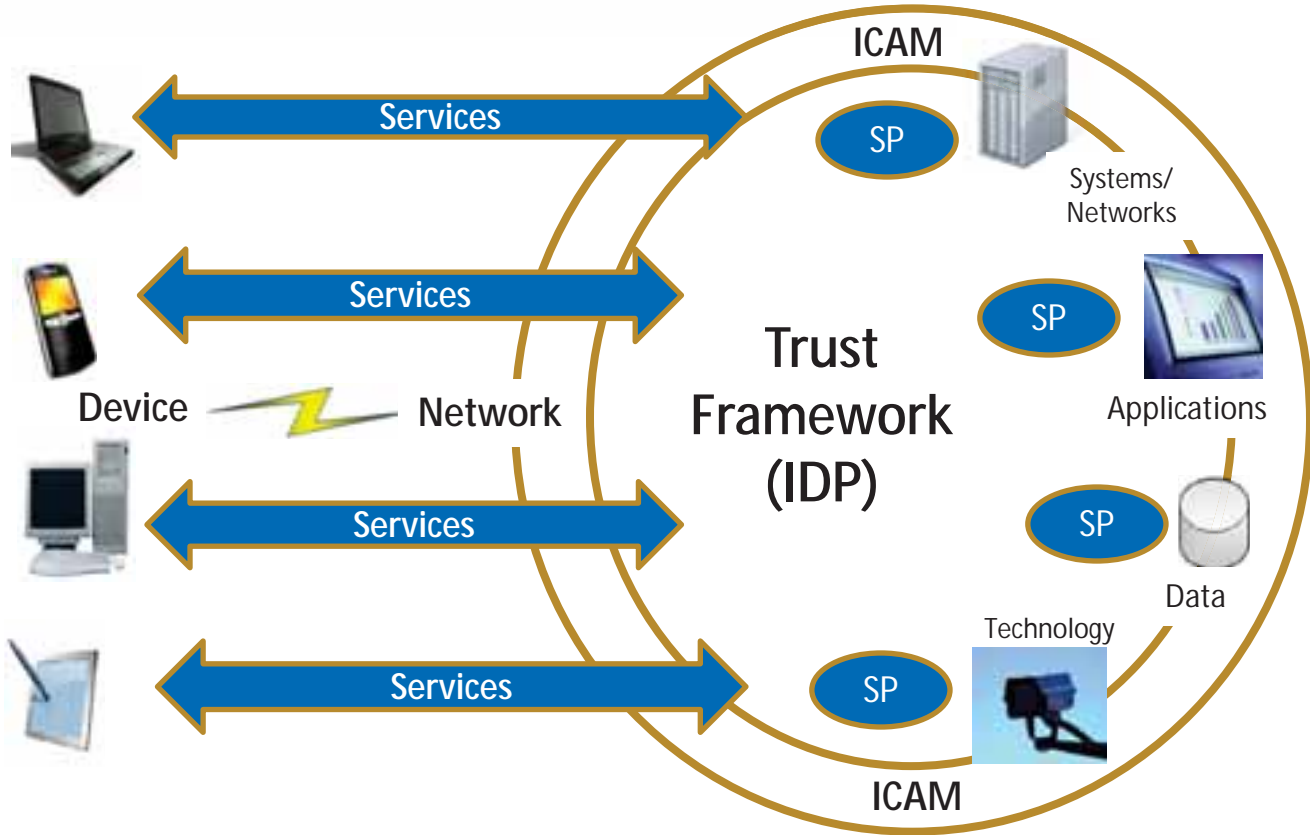 ICAM
Services
SP
Systems/
Networks
Services
SP
Trust
Framework
(IDP)
Device
Network
Applications
Services
SP
Data
Technology
Services
SP
ICAM